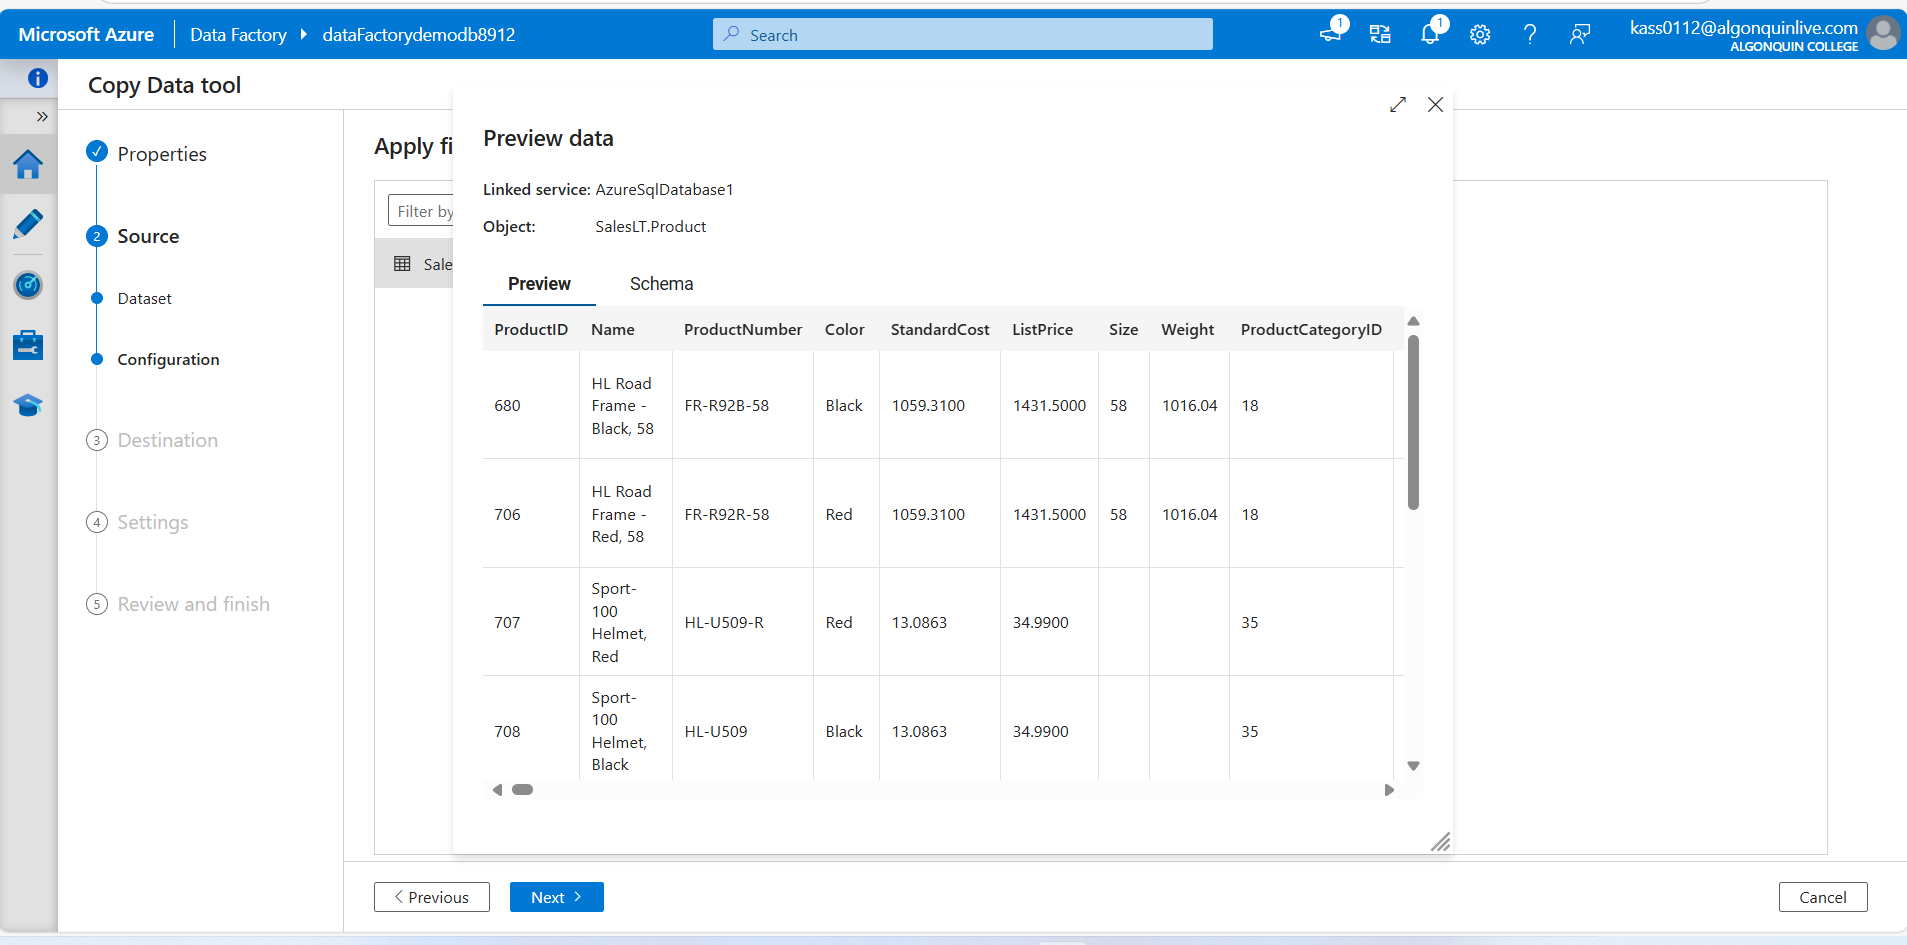 Microsoft Azure
Data Factory
dataFactorydemodb8912
Search
1
1
kass0112@algonquinlive.com
ALGONQUIN COLLEGE
Copy Data tool
Properties
2 Source
Dataset
Configuration
3 Destination
4 Settings
5 Review and finish
Apply fi
Filter by
Sale
Preview data
Linked service: AzureSqlDatabase1
Object: SalesLT.Product
Preview Schema
ProductID Name ProductNumber Color StandardCost ListPrice Size Weight ProductCategoryID
680 HL Road Frame - Black, 58 FR-R92B-58 Black 1059.3100 1431.5000 58 1016.04 18
706 HL Road Frame - Red, 58 FR-R92R-58 Red 1059.3100 1431.5000 58 1016.04 18
707 Sport-100 Helmet, Red HL-U509-R Red 13.0863 34.9900 35
708 Sport-100 Helmet, Black HL-U509 Black 13.0863 34.9900 35
Previous
Next
Cancel